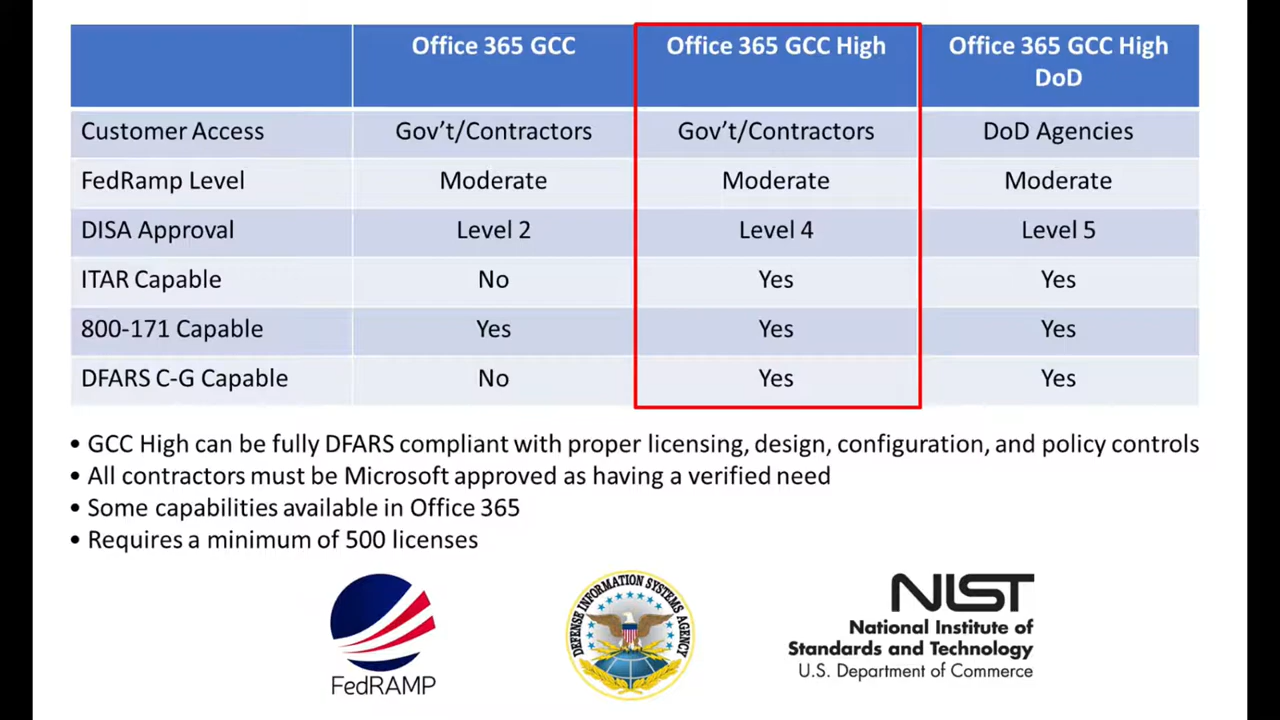 Office 365 GCC Office 365 GCC High Office 365 GCC High DoD
Customer Access Gov’t/Contractors Gov’t/Contractors DoD Agencies
FedRamp Level Moderate Moderate Moderate
DISA Approval Level 2 Level 4 Level 5
ITAR Capable No Yes Yes
800-171 Capable Yes Yes Yes
DFARS C-G Capable No Yes Yes
• GCC High can be fully DFARS compliant with proper licensing, design, configuration, and policy controls
• All contractors must be Microsoft approved as having a verified need
• Some capabilities available in Office 365
• Requires a minimum of 500 licenses
FedRAMP
DEFENSE INFORMATION SYSTEMS AGENCY
NIST
National Institute of
Standards and Technology
U.S. Department of Commerce